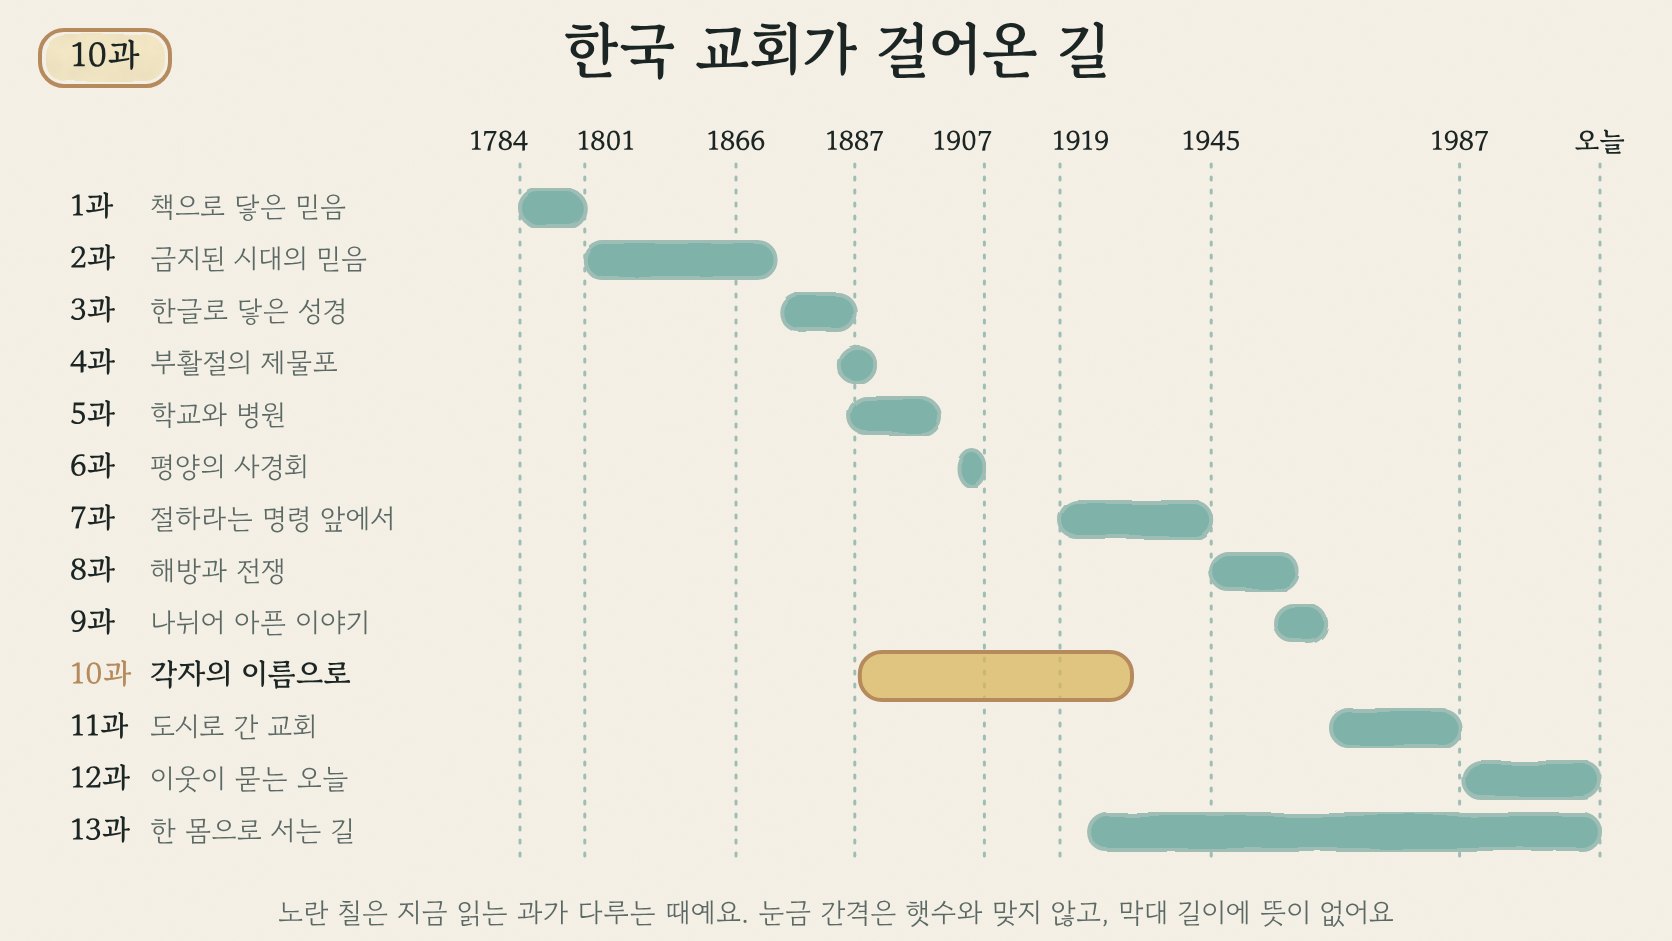 10과
한국 교회가 걸어온 길
1784 1801 1866 1887 1907 1919 1945 1987 오늘
1과 책으로 닿은 믿음
2과 금지된 시대의 믿음
3과 한글로 닿은 성경
4과 부활절의 제물포
5과 학교와 병원
6과 평양의 사경회
7과 절하라는 명령 앞에서
8과 해방과 전쟁
9과 나뉘어 아픈 이야기
10과 각자의 이름으로
11과 도시로 간 교회
12과 이웃이 묻는 오늘
13과 한 몸으로 서는 길
노란 칠은 지금 읽는 과가 다루는 때예요. 눈금 간격은 햇수와 맞지 않고, 막대 길이에 뜻이 없어요